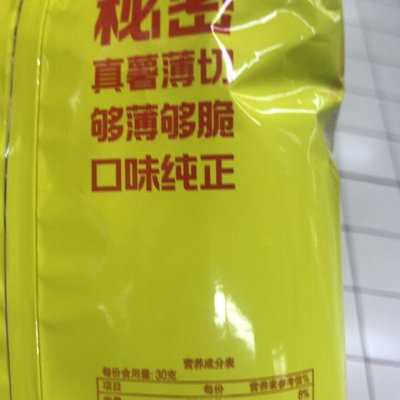 秘密
真薯薄切
够薄够脆
口味纯正
营养成分表
每份食用量: 30克
项目 每份 营养素参考值%
8%